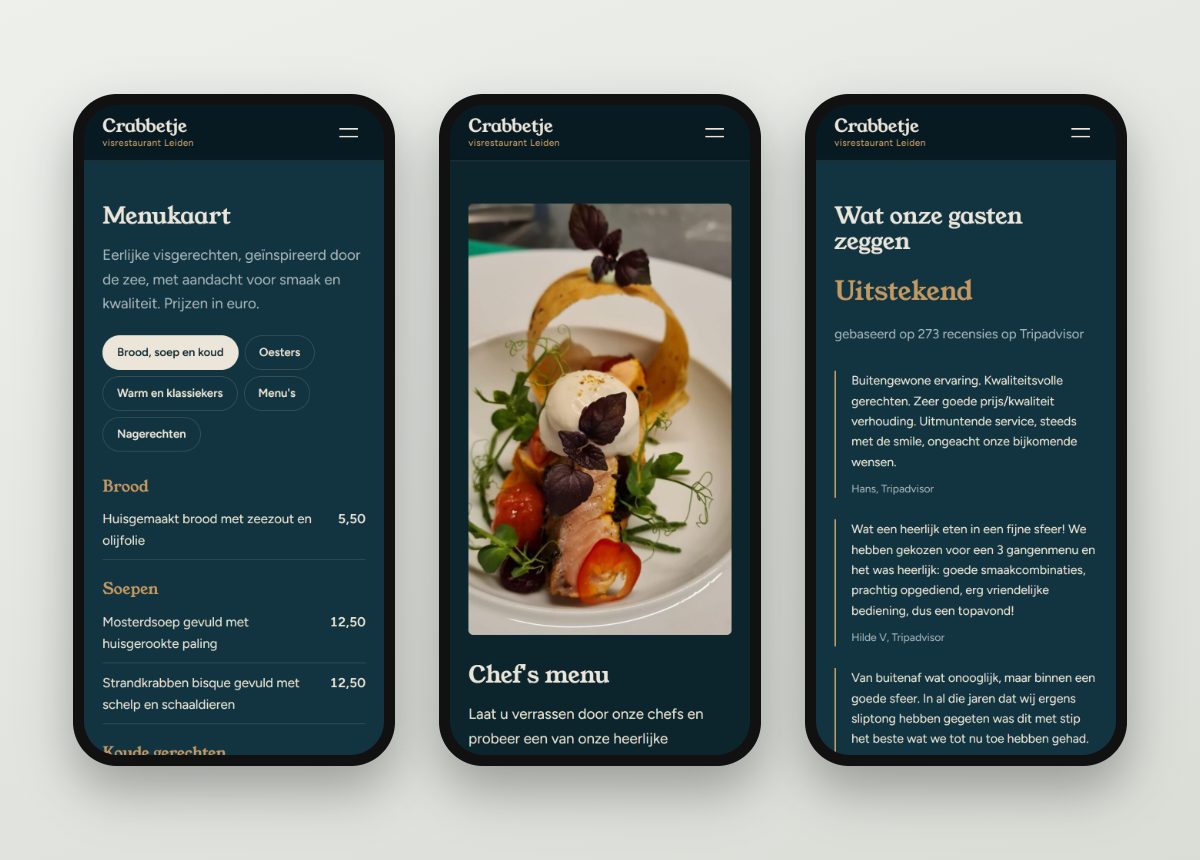 Crabbetje
visrestaurant Leiden
Menukaart
Eerlijke visgerechten, geïnspireerd door
de zee, met aandacht voor smaak en
kwaliteit. Prijzen in euro.
Brood, soep en koud
Oesters
Warm en klassiekers
Menu's
Nagerechten
Brood
Huisgemaakt brood met zeezout en 5,50
olijfolie
Soepen
Mosterdsoep gevuld met 12,50
huisgerookte paling
Strandkrabben bisque gevuld met 12,50
schelp en schaaldieren
Koude gerechten
Crabbetje
visrestaurant Leiden
Chef's menu
Laat u verrassen door onze chefs en
probeer een van onze heerlijke
Crabbetje
visrestaurant Leiden
Wat onze gasten
zeggen
Uitstekend
gebaseerd op 273 recensies op Tripadvisor
Buitengewone ervaring. Kwaliteitsvolle
gerechten. Zeer goede prijs/kwaliteit
verhouding. Uitmuntende service, steeds
met de smile, ongeacht onze bijkomende
wensen.
Hans, Tripadvisor
Wat een heerlijk eten in een fijne sfeer! We
hebben gekozen voor een 3 gangenmenu en
het was heerlijk: goede smaakcombinaties,
prachtig opgediend, erg vriendelijke
bediening, dus een topavond!
Hilde V, Tripadvisor
Van buitenaf wat onooglijk, maar binnen een
goede sfeer. In al die jaren dat wij ergens
sliptong hebben gegeten was dit met stip
het beste wat we tot nu toe hebben gehad.